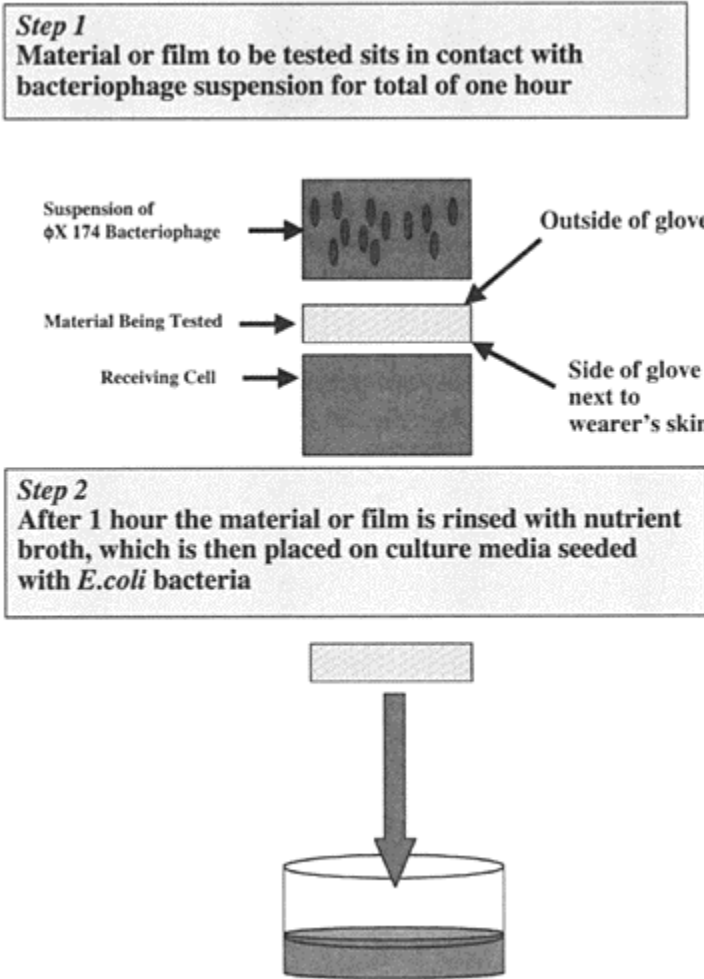 Step 1
Material or film to be tested sits in contact with
bacteriophage suspension for total of one hour
Suspension of
ϕX 174 Bacteriophage
Outside of glove
Material Being Tested
Receiving Cell
Side of glove
next to
wearer's skin
Step 2
After 1 hour the material or film is rinsed with nutrient
broth, which is then placed on culture media seeded
with E.coli bacteria